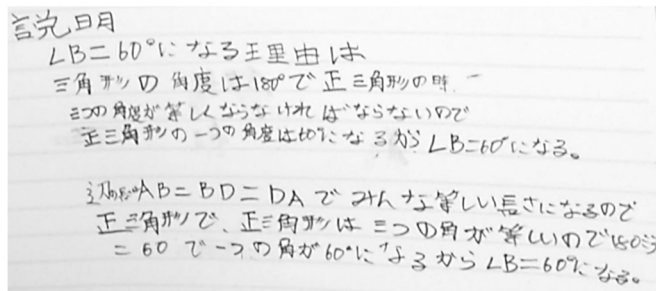 説明
∠B=60°になる理由は
三角形の角度は180°で正三角形の時
三つの角度が等しくならなければならないので
正三角形の一つの角度は60°になるから∠B=60°になる。
AB=BD=DAでみんな等しい長さになるので
正三角形で、正三角形は三つの角が等しいので180÷3
=60で一つの角が60°になるから∠B=60°になる。